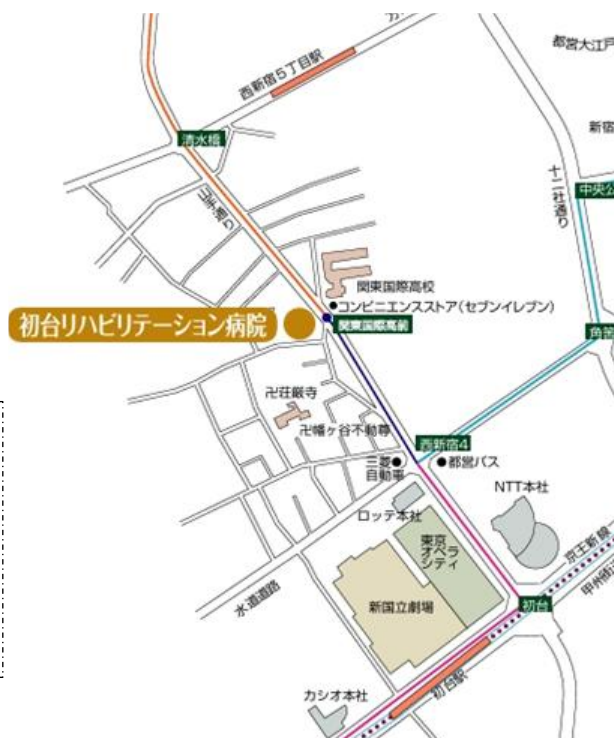 都営大江戸
西新宿5丁目駅
新宿
清水橋
十二社通り
中央公
山手通り
関東国際高校
コンビニエンスストア(セブンイレブン)
初台リハビリテーション病院
関東国際高前
角筈
卍荘厳寺
卍幡ヶ谷不動尊
西新宿4
三菱
自動車
都営バス
NTT本社
ロッテ本社
東京
オペラ
シティ
京王新線
甲州街道
水道道路
新国立劇場
初台
カシオ本社
初台駅